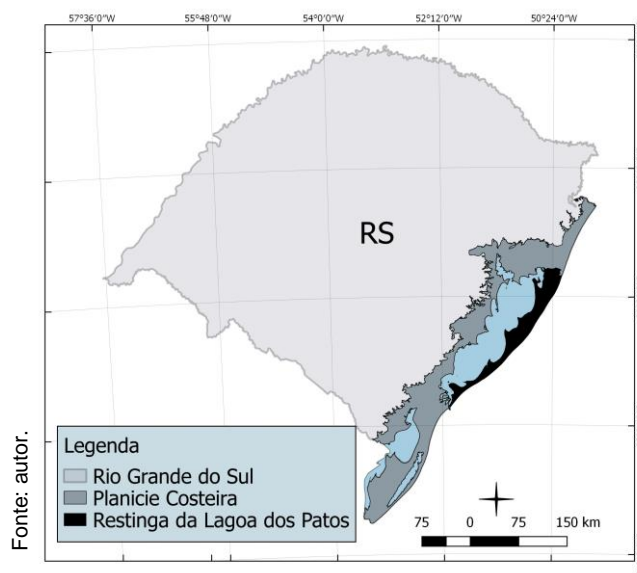 57°36'0"W 55°48'0"W 54°0'0"W 52°12'0"W 50°24'0"W
RS
Legenda
Rio Grande do Sul
Planicie Costeira
Restinga da Lagoa dos Patos
75 0 75 150 km
Fonte: autor.